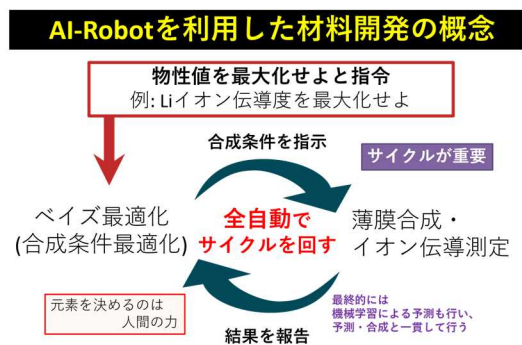 AI-Robotを利用した材料開発の概念
物性値を最大化せよと指令
例: Liイオン伝導度を最大化せよ
合成条件を指示
サイクルが重要
ベイズ最適化
(合成条件最適化)
全自動で
サイクルを回す
薄膜合成・
イオン伝導測定
元素を決めるのは
人間の力
最終的には
機械学習による予測も行い、
予測・合成と一貫して行う
結果を報告